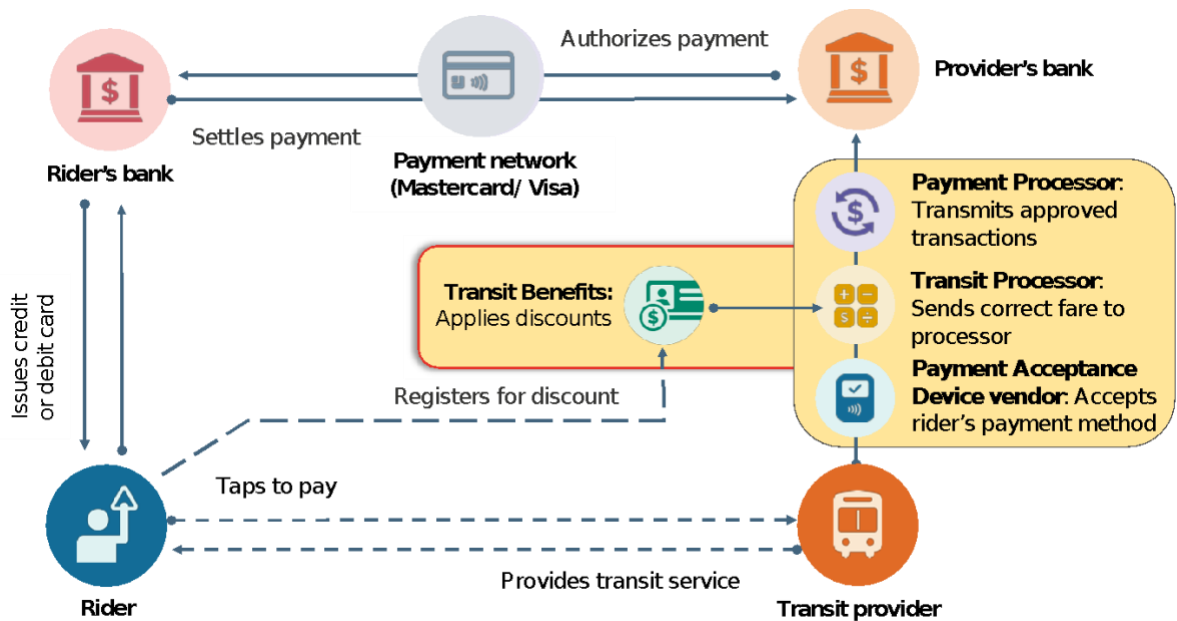 Authorizes payment
Provider's bank
Settles payment
Rider's bank
Payment network
(Mastercard/ Visa)
Payment Processor:
Transmits approved
transactions
Transit Benefits:
Applies discounts
Transit Processor:
Sends correct fare to
processor
Payment Acceptance
Device vendor: Accepts
rider's payment method
Issues credit
or debit card
Registers for discount
Taps to pay
Provides transit service
Rider
Transit provider